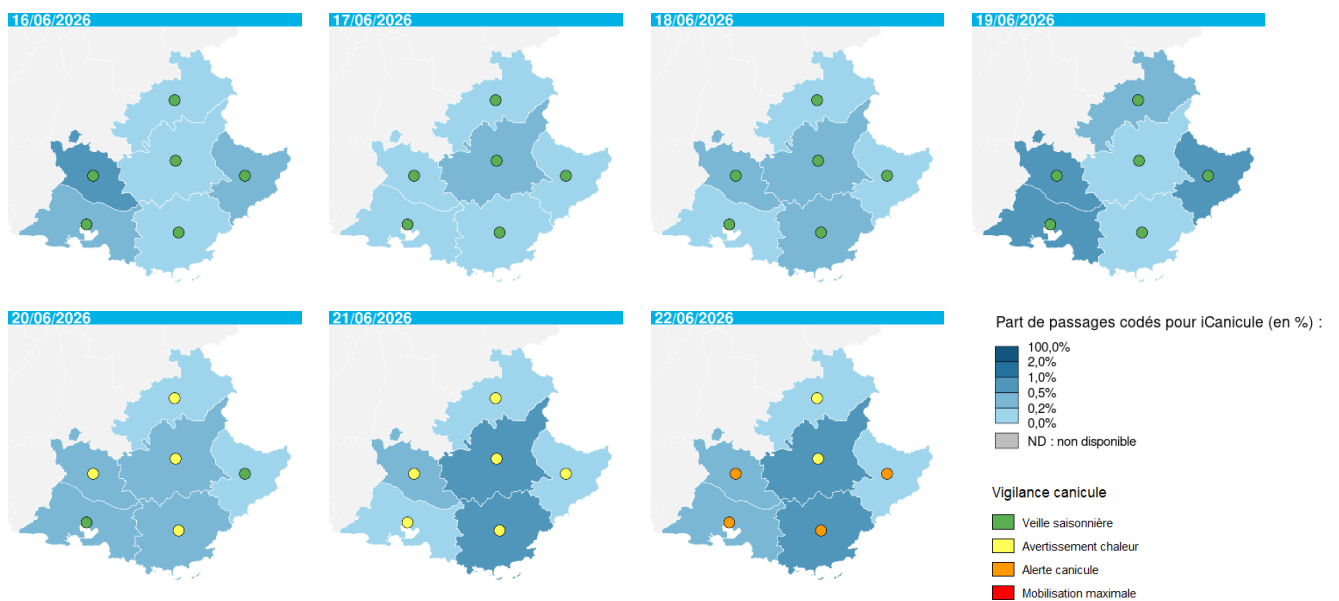 16/06/2026
17/06/2026
18/06/2026
19/06/2026
20/06/2026
21/06/2026
22/06/2026
Part de passages codés pour iCanicule (en %) :
100,0%
2,0%
1,0%
0,5%
0,2%
0,0%
ND : non disponible
Vigilance canicule
Veille saisonnière
Avertissement chaleur
Alerte canicule
Mobilisation maximale